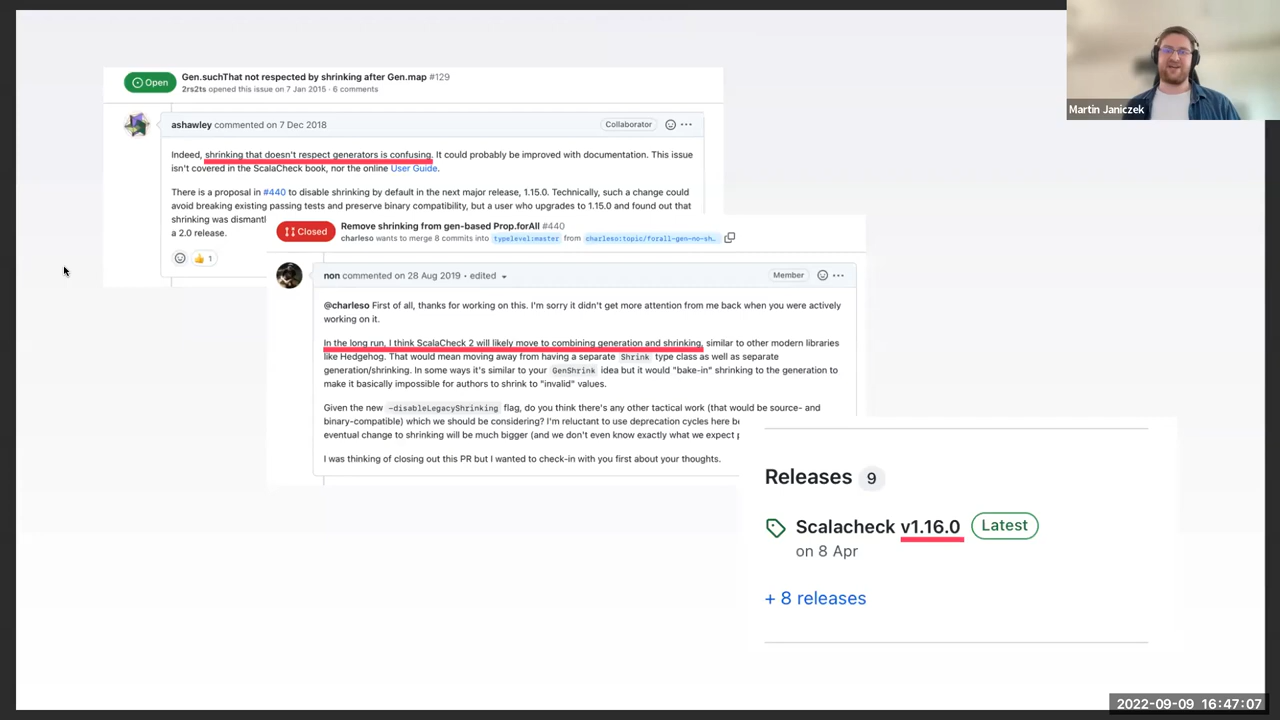 Open
Gen.suchThat not respected by shrinking after Gen.map #129
2rs2ts opened this issue on 7 Jan 2015 · 6 comments
ashawley commented on 7 Dec 2018
Collaborator
Indeed, shrinking that doesn't respect generators is confusing. It could probably be improved with documentation. This issue
isn't covered in the ScalaCheck book, nor the online User Guide.
There is a proposal in #440 to disable shrinking by default in the next major release, 1.15.0. Technically, such a change could
avoid breaking existing passing tests and preserve binary compatibility, but a user who upgrades to 1.15.0 and found out that
shrinking was dismantl
a 2.0 release.
👍 1
Closed
Remove shrinking from gen-based Prop.forAll #440
charleso wants to merge 8 commits into typelevel:master from charleso:topic/forall-gen-no-sh…
non commented on 28 Aug 2019 · edited
Member
@charleso First of all, thanks for working on this. I'm sorry it didn't get more attention from me back when you were actively
working on it.
In the long run, I think ScalaCheck 2 will likely move to combining generation and shrinking, similar to other modern libraries
like Hedgehog. That would mean moving away from having a separate Shrink type class as well as separate
generation/shrinking. In some ways it's similar to your GenShrink idea but it would "bake-in" shrinking to the generation to
make it basically impossible for authors to shrink to "invalid" values.
Given the new -disableLegacyShrinking flag, do you think there's any other tactical work (that would be source- and
binary-compatible) which we should be considering? I'm reluctant to use deprecation cycles here be
eventual change to shrinking will be much bigger (and we don't even know exactly what we expect
I was thinking of closing out this PR but I wanted to check-in with you first about your thoughts.
Releases 9
Scalacheck v1.16.0 Latest
on 8 Apr
+ 8 releases
Martin Janiczek
2022-09-09 16:47:07